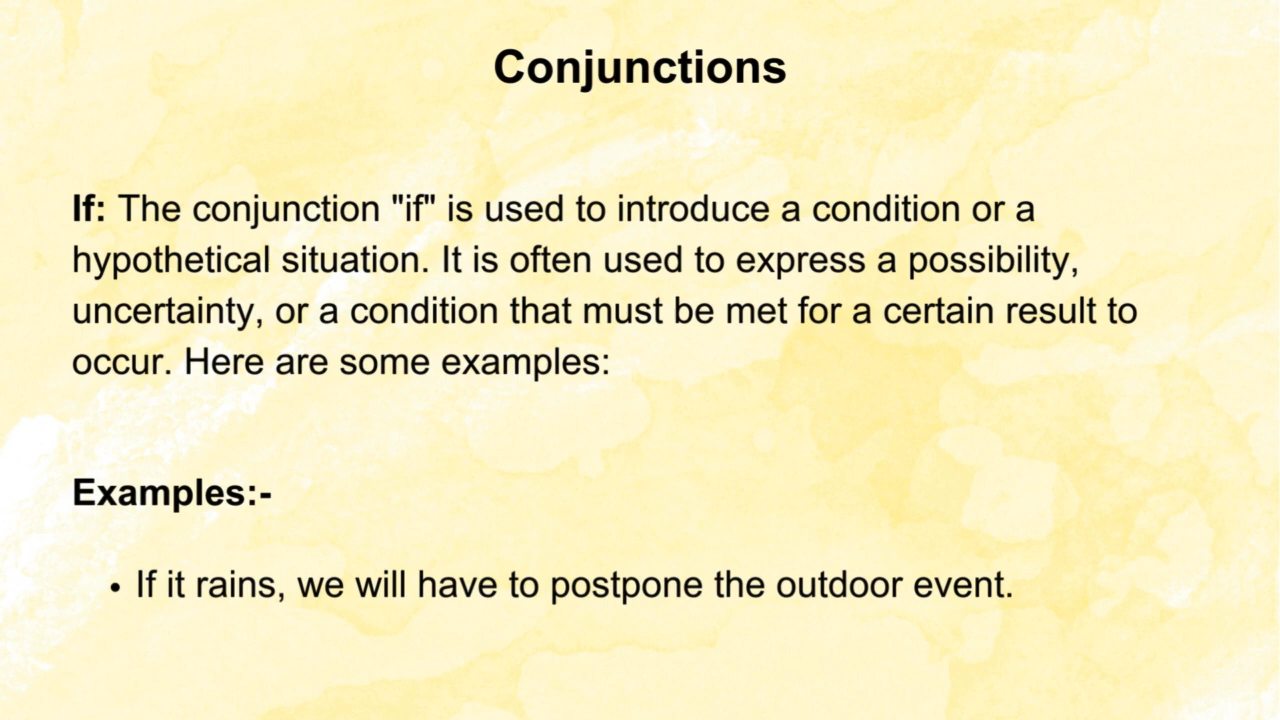 Conjunctions
If: The conjunction "if" is used to introduce a condition or a
hypothetical situation. It is often used to express a possibility,
uncertainty, or a condition that must be met for a certain result to
occur. Here are some examples:
Examples:-
• If it rains, we will have to postpone the outdoor event.